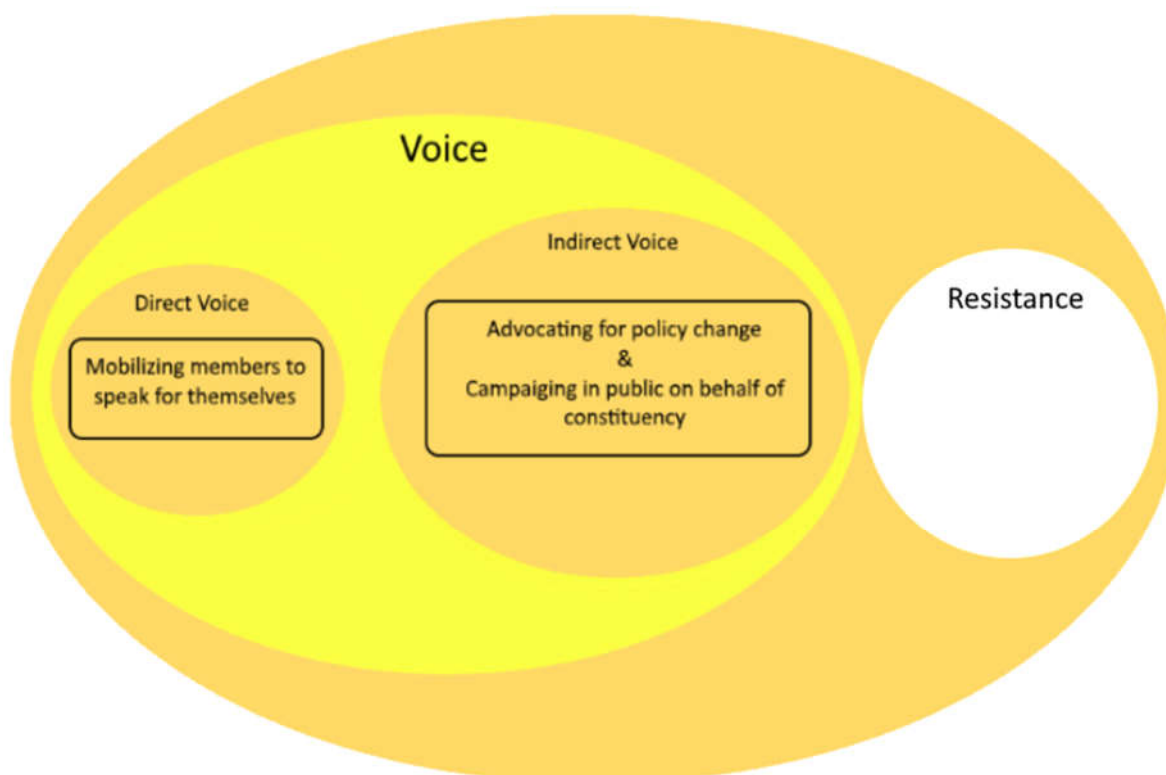 Voice
Direct Voice
Mobilizing members to
speak for themselves
Indirect Voice
Advocating for policy change
&
Campaiging in public on behalf of
constituency
Resistance